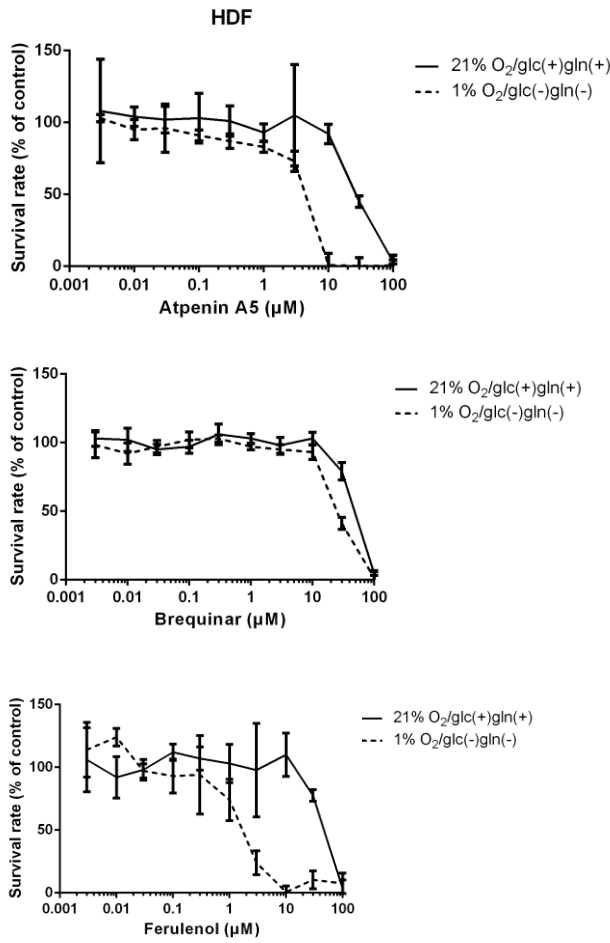 HDF
150
100
50
0
Survival rate (% of control)
0.001 0.01 0.1 1 10 100
Atpenin A5 (µM)
21% O₂/glc(+)gln(+)
1% O₂/glc(-)gln(-)
150
100
50
0
Survival rate (% of control)
0.001 0.01 0.1 1 10 100
Brequinar (µM)
21% O₂/glc(+)gln(+)
1% O₂/glc(-)gln(-)
150
100
50
0
Survival rate (% of control)
0.001 0.01 0.1 1 10 100
Ferulenol (µM)
21% O₂/glc(+)gln(+)
1% O₂/glc(-)gln(-)